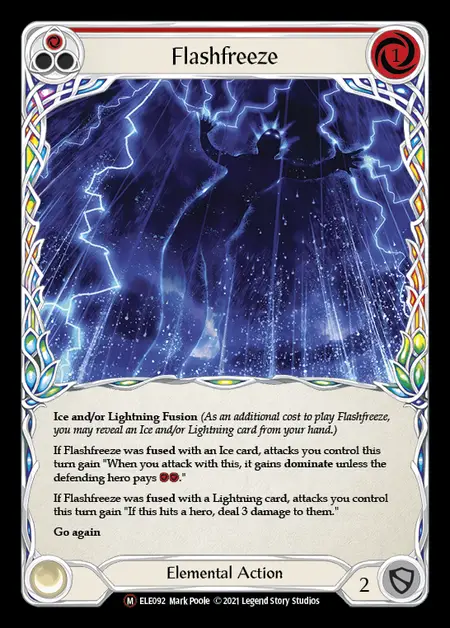 Flashfreeze
1
Ice and/or Lightning Fusion (As an additional cost to play Flashfreeze,
you may reveal an Ice and/or Lightning card from your hand.)
If Flashfreeze was fused with an Ice card, attacks you control this
turn gain "When you attack with this, it gains dominate unless the
defending hero pays ."
If Flashfreeze was fused with a Lightning card, attacks you control
this turn gain "If this hits a hero, deal 3 damage to them."
Go again
Elemental Action
2
M ELE092 Mark Poole © 2021 Legend Story Studios